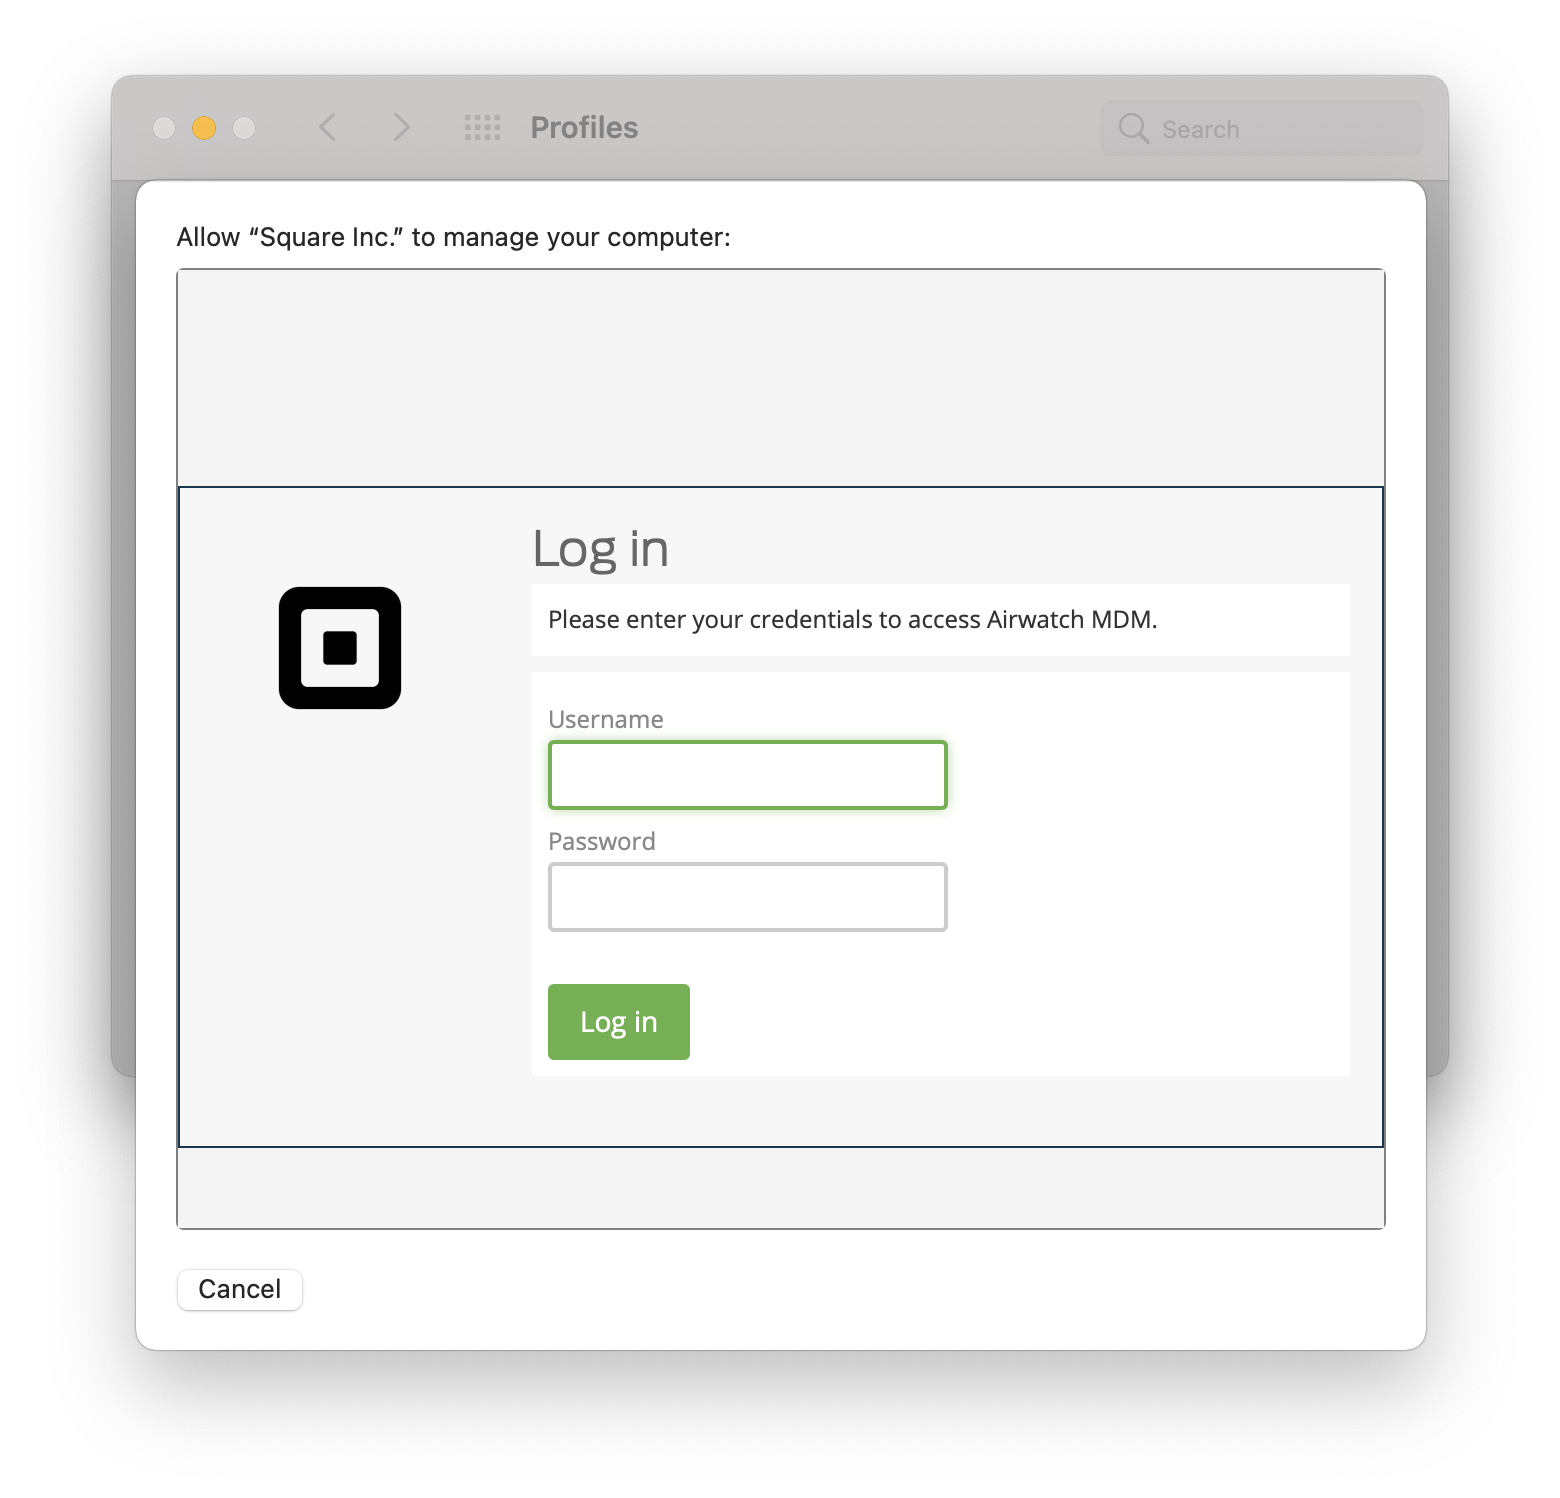 Profiles
Search
Allow “Square Inc.” to manage your computer:
Log in
Please enter your credentials to access Airwatch MDM.
Username
Password
Log in
Cancel